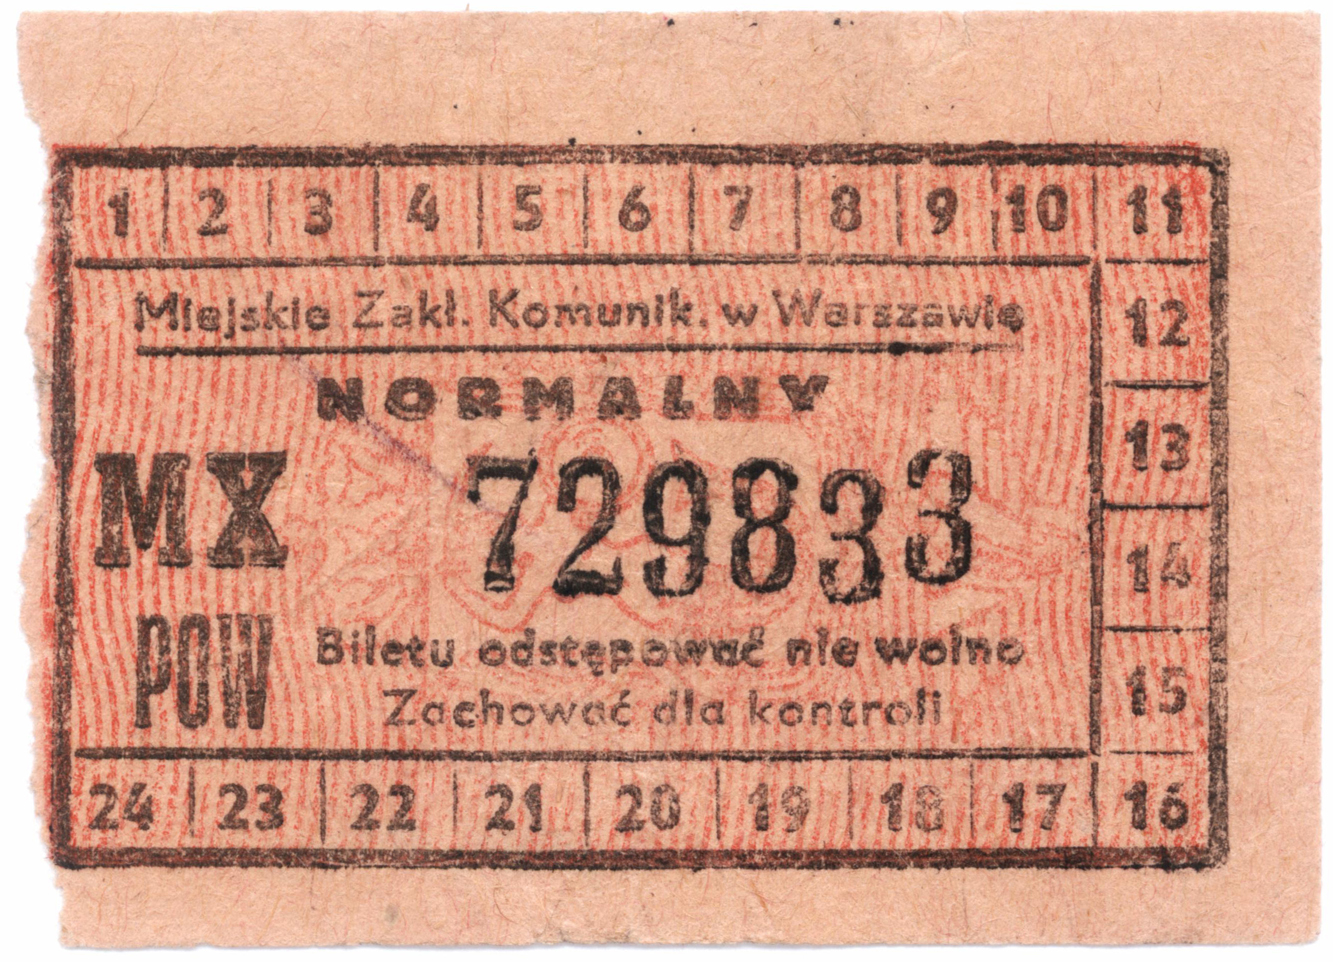 1 2 3 4 5 6 7 8 9 10 11
Miejskie Zakł. Komunik. w Warszawie
12
NORMALNY
13
MX 729833
14
POW
Biletu odstępować nie wolno
Zachować dla kontroli
15
24 23 22 21 20 19 18 17 16